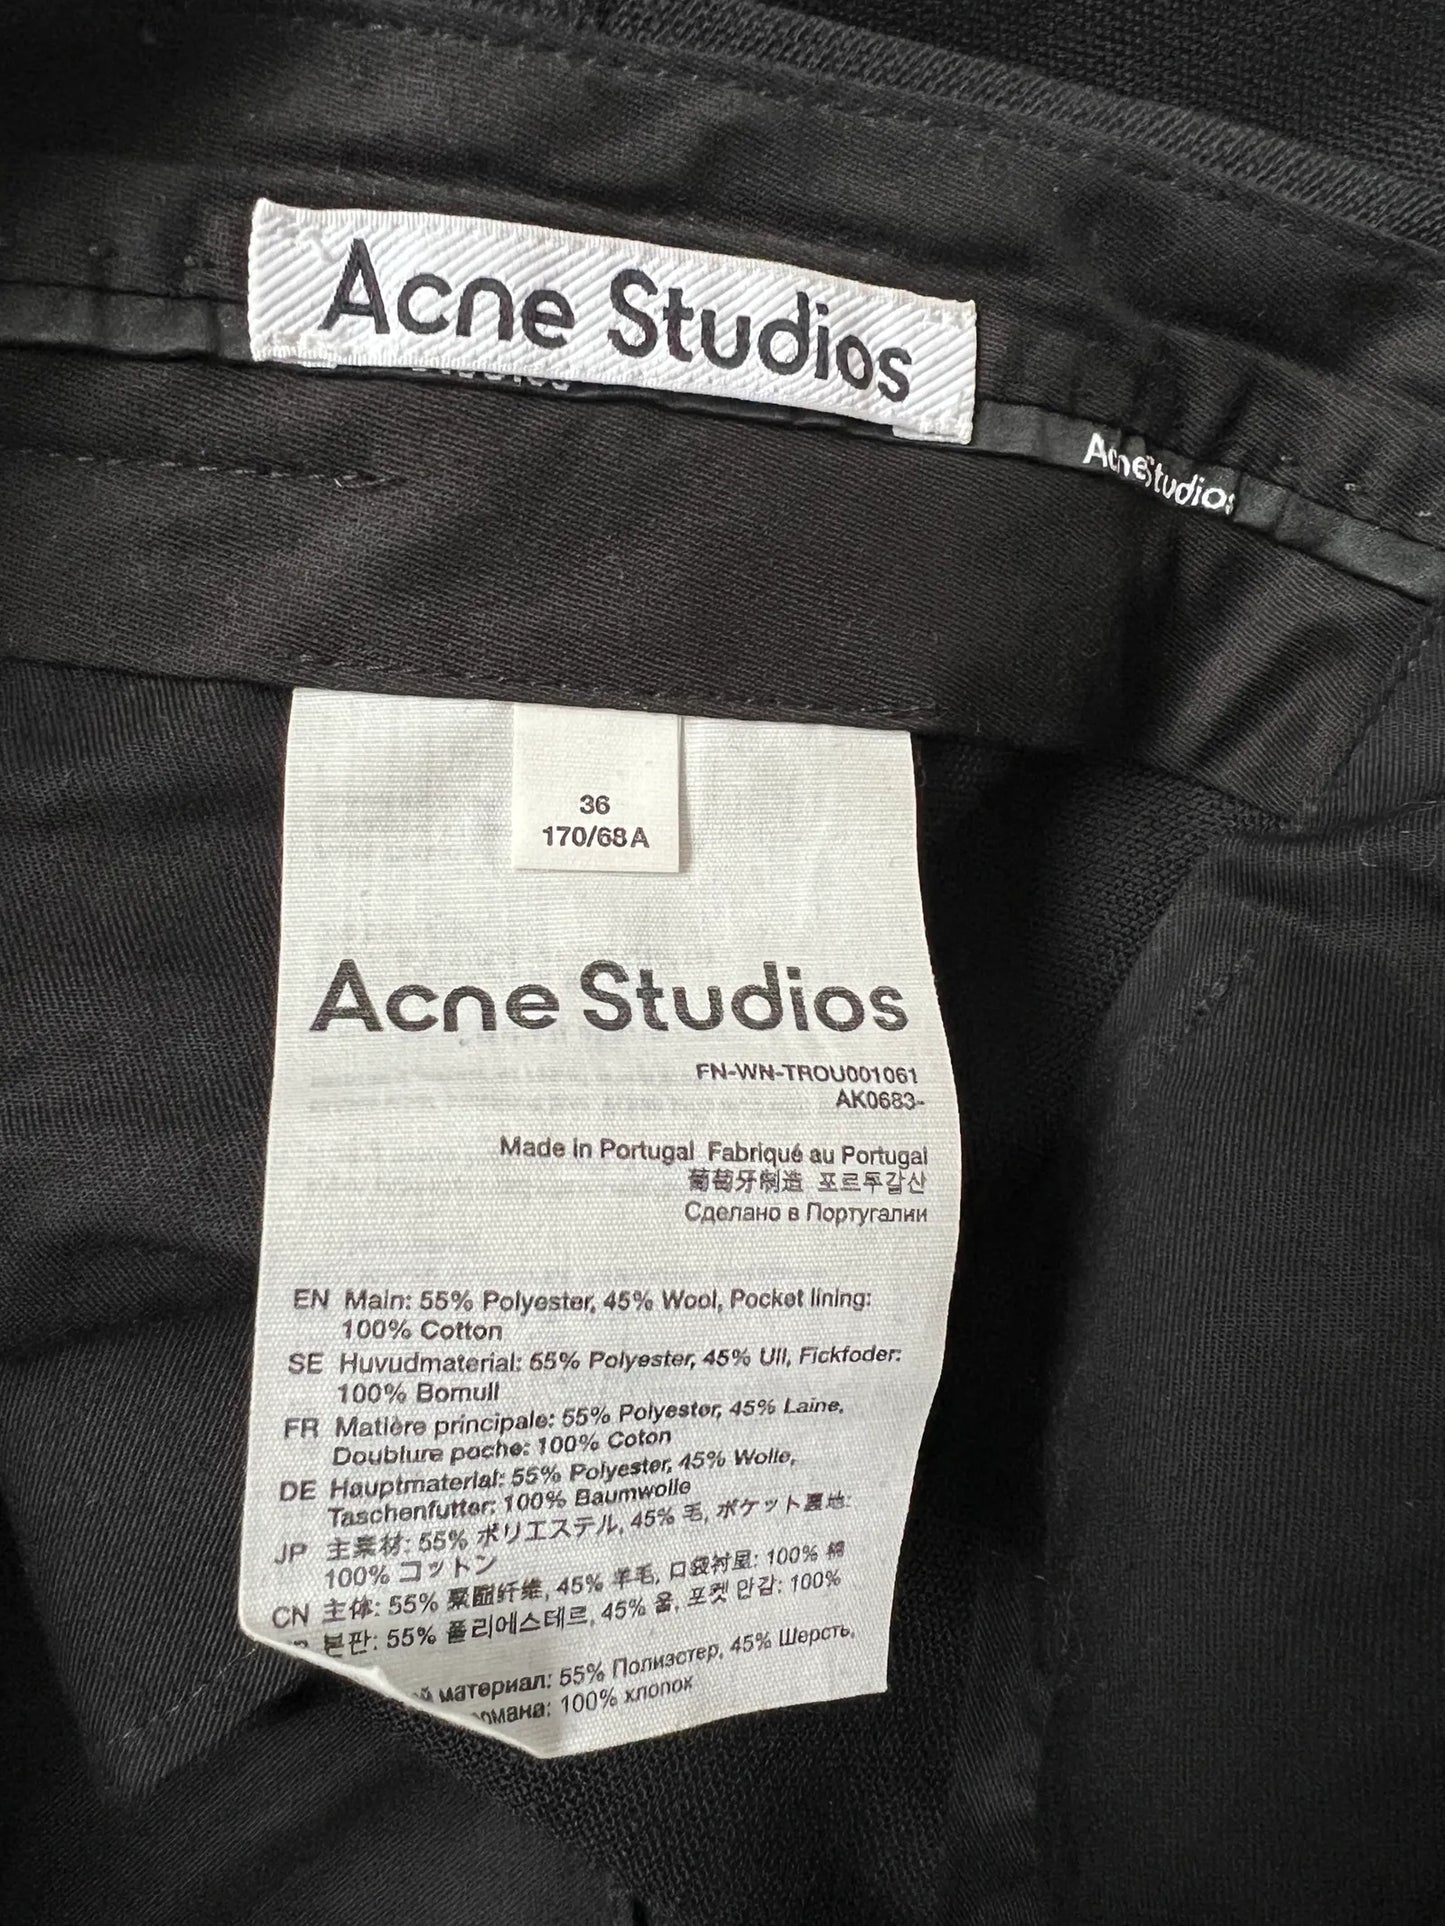 Acne Studios
Acne Studios
36
170/68A
Acne Studios
FN-WN-TROU001061
AK0683-
Made in Portugal Fabriqué au Portugal
葡萄牙制造 포르투갈산
Сделано в Португалии
EN Main: 55% Polyester, 45% Wool, Pocket lining:
100% Cotton
SE Huvudmaterial: 55% Polyester, 45% Ull, Fickfoder:
100% Bomull
FR Matière principale: 55% Polyester, 45% Laine,
Doublure poche: 100% Coton
DE Hauptmaterial: 55% Polyester, 45% Wolle,
Taschenfutter: 100% Baumwolle
JP 主素材: 55% ポリエステル, 45% 毛, ポケット裏地:
100% コットン
CN 主体: 55% 聚酯纤维, 45% 羊毛, 口袋衬里: 100% 棉
본판: 55% 폴리에스테르, 45% 울, 포켓 안감: 100%
материал: 55% Полиэстер, 45% Шерсть,
100% хлопок